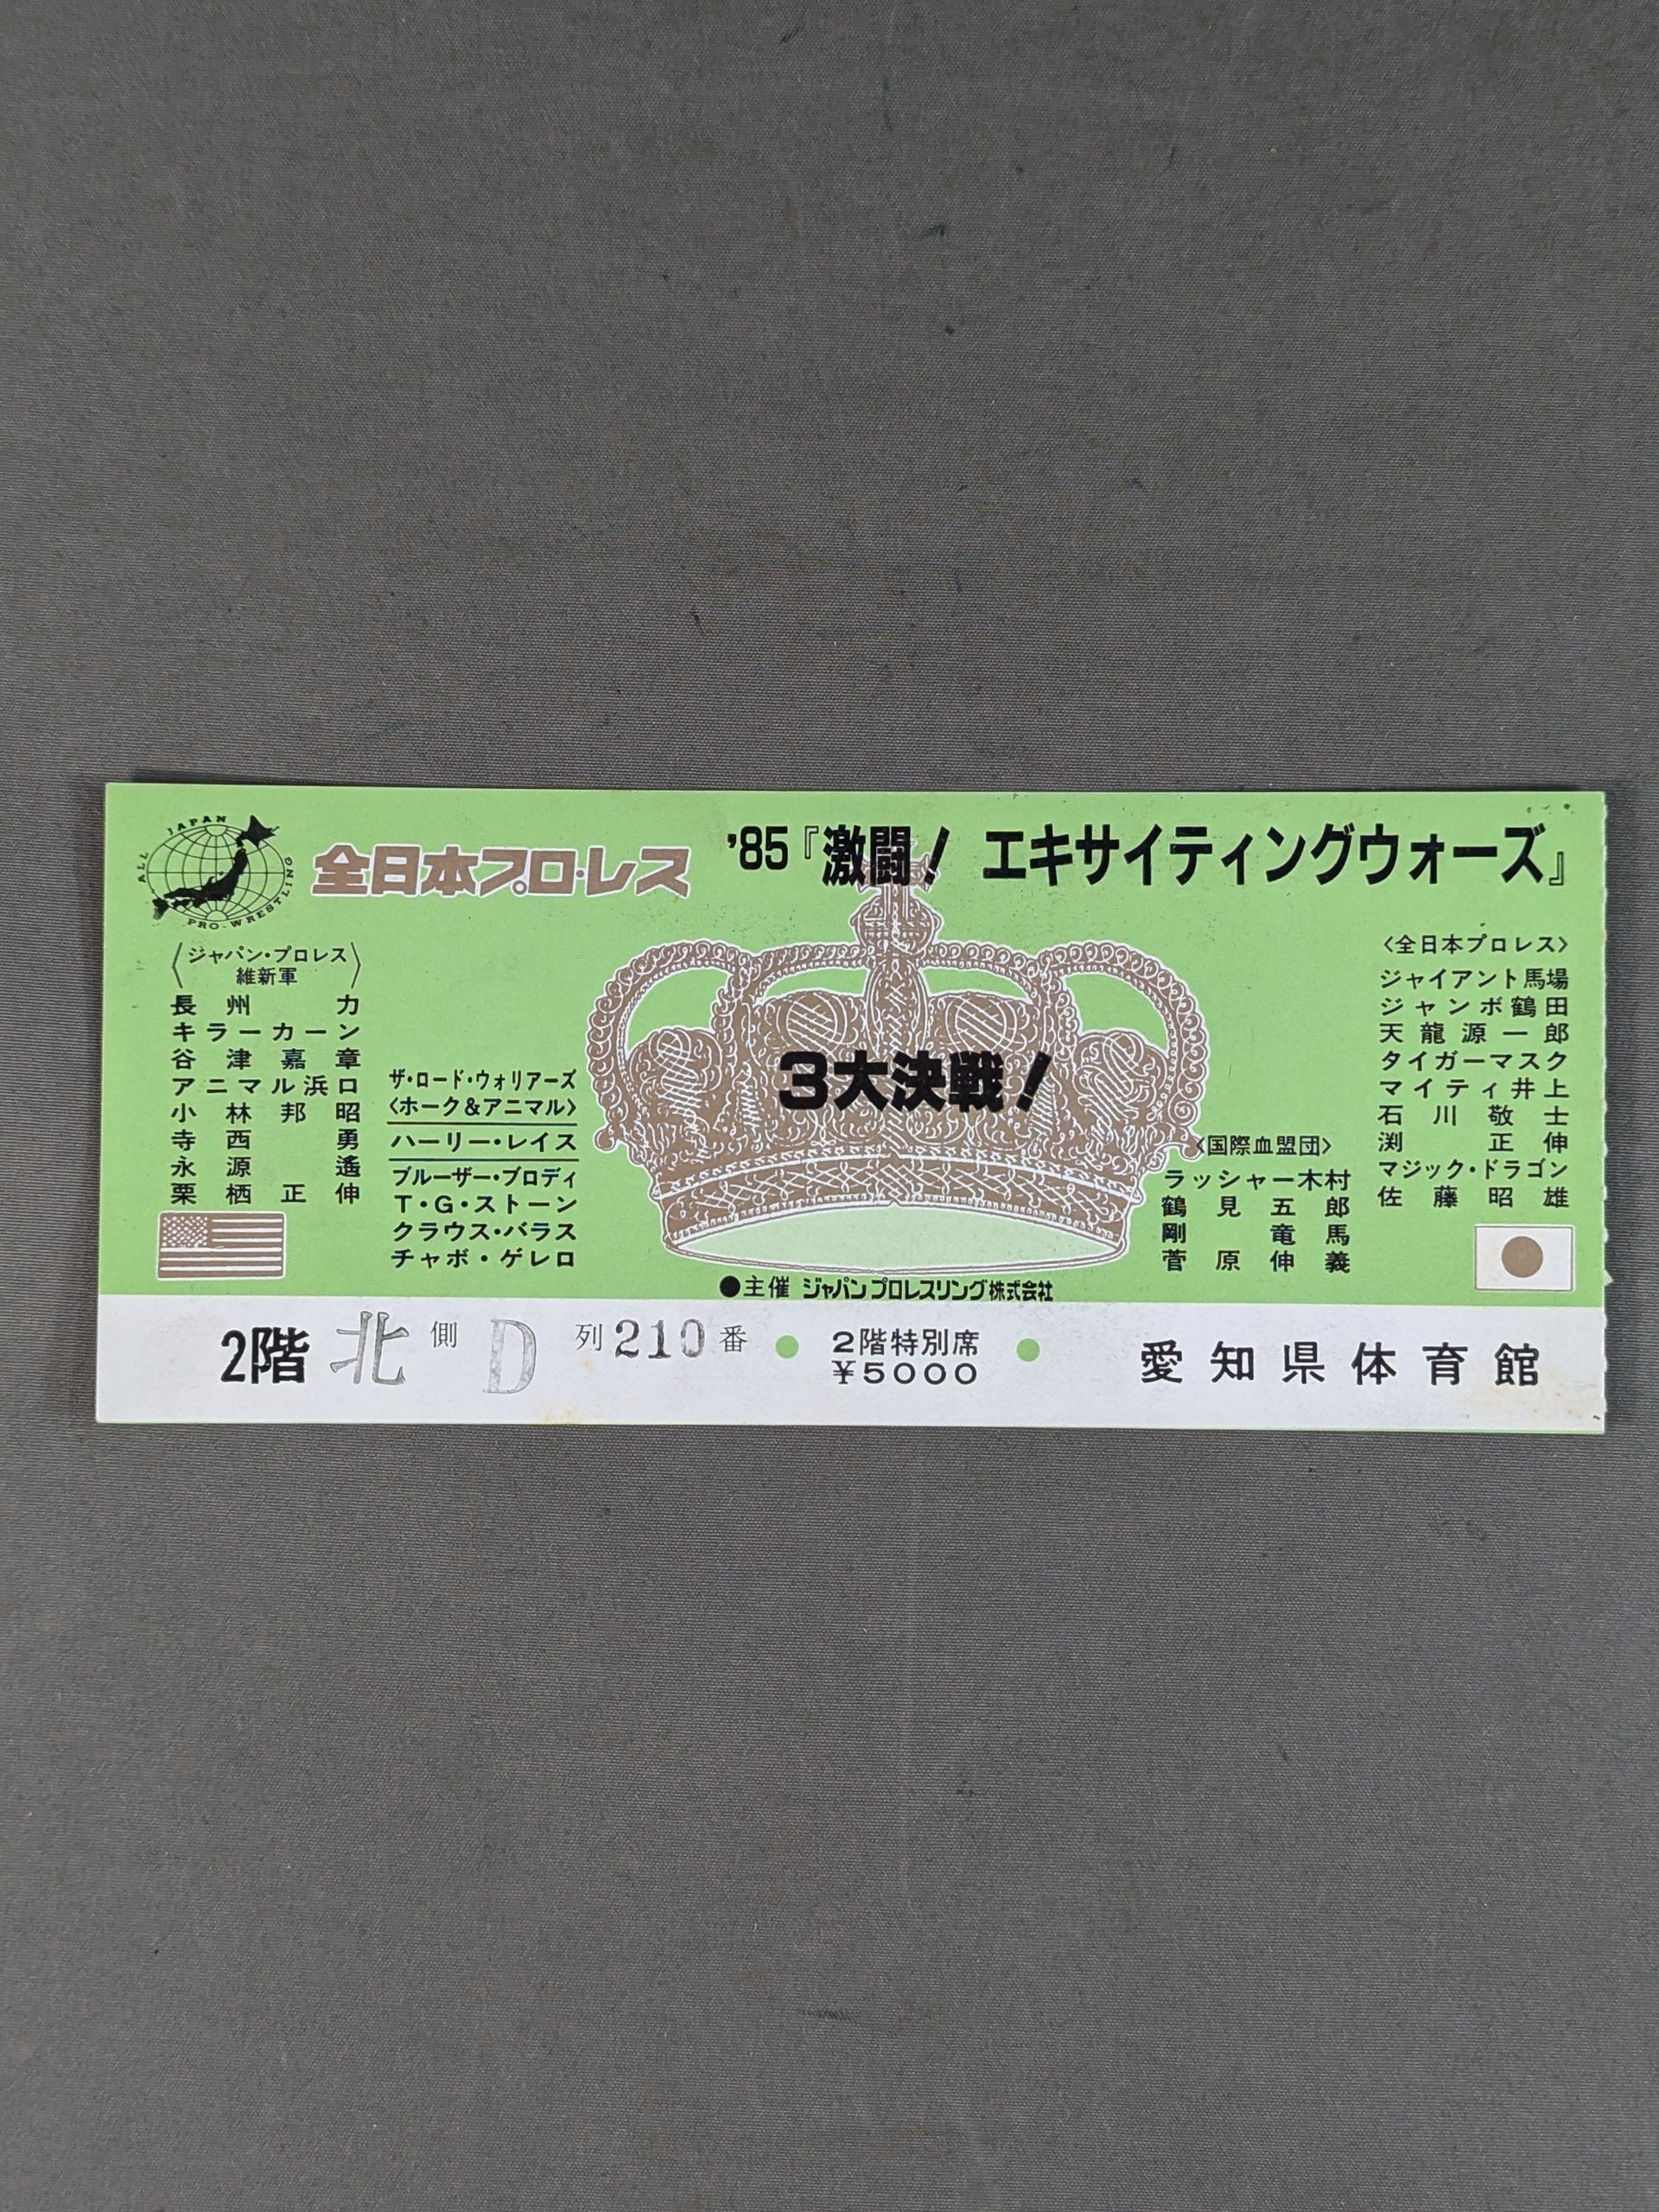 ALL JAPAN PRO-WRESTLING
全日本プロ・レス
'85『激闘！ エキサイティングウォーズ』
3大決戦！
〈ジャパン・プロレス
維新軍〉
長州力
キラーカーン
谷津嘉章
アニマル浜口
小林邦昭
寺西勇
永源遙
栗栖正伸
ザ・ロード・ウォリアーズ
〈ホーク&アニマル〉
ハーリー・レイス
ブルーザー・ブロディ
T・G・ストーン
クラウス・バラス
チャボ・ゲレロ
〈国際血盟団〉
ラッシャー木村
鶴見五郎
剛竜馬
菅原伸義
〈全日本プロレス〉
ジャイアント馬場
ジャンボ鶴田
天龍源一郎
タイガーマスク
マイティ井上
石川敬士
渕正伸
マジック・ドラゴン
佐藤昭雄
●主催 ジャパンプロレスリング株式会社
2階 北 側 D 列 210 番 ● 2階特別席 ● 愛知県体育館
¥5000